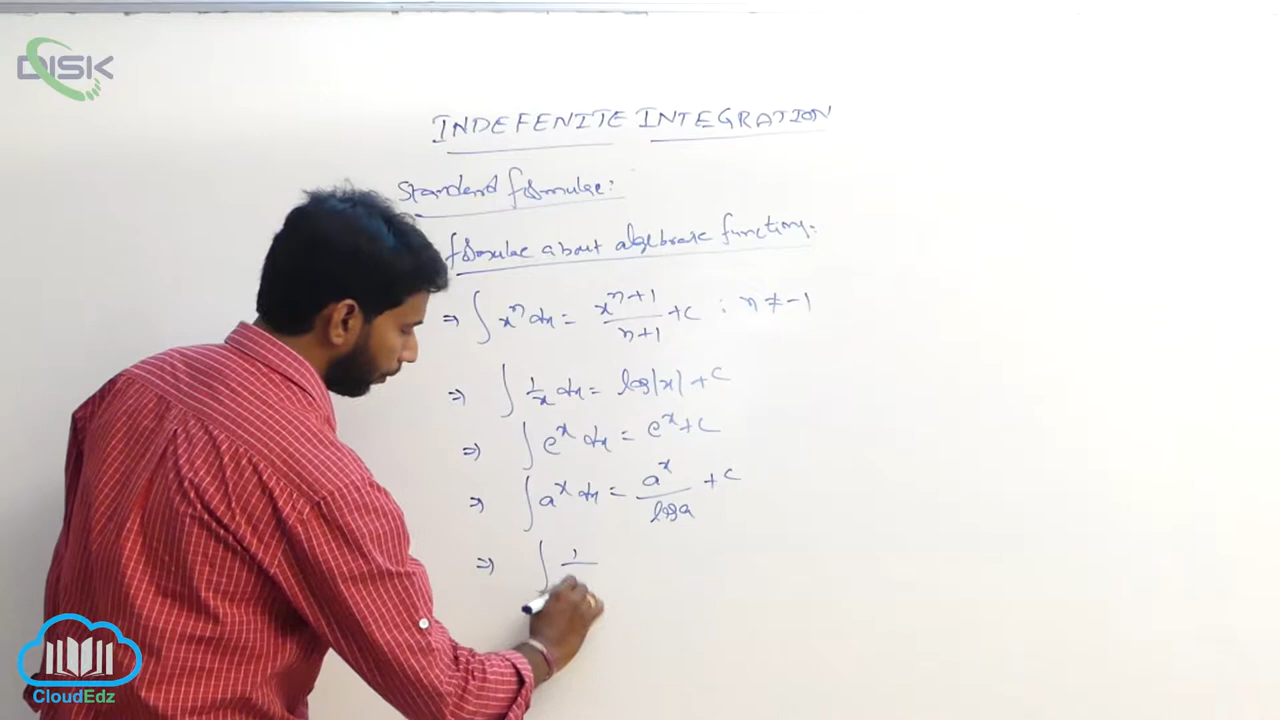 DISK
INDEFENITE INTEGRATION
Standard formulae:
formulae about algebraic functions:
⇒ ∫ xⁿ dx = xⁿ⁺¹/n+1 + c : n ≠ -1
⇒ ∫ 1/x dx = log|x| + c
⇒ ∫ eˣ dx = eˣ + c
⇒ ∫ aˣ dx = aˣ/log a + c
⇒ ∫ 1/
CloudEdz